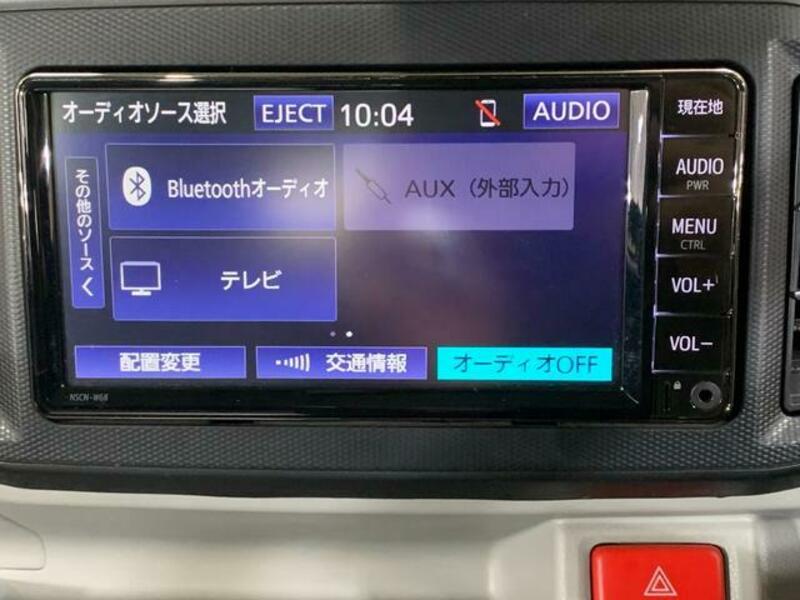 オーディオソース選択 EJECT 10:04 AUDIO
その他のソース
Bluetoothオーディオ
AUX（外部入力）
テレビ
配置変更 交通情報 オーディオOFF
NSCN-W68
現在地
AUDIO
PWR
MENU
CTRL
VOL+
VOL-